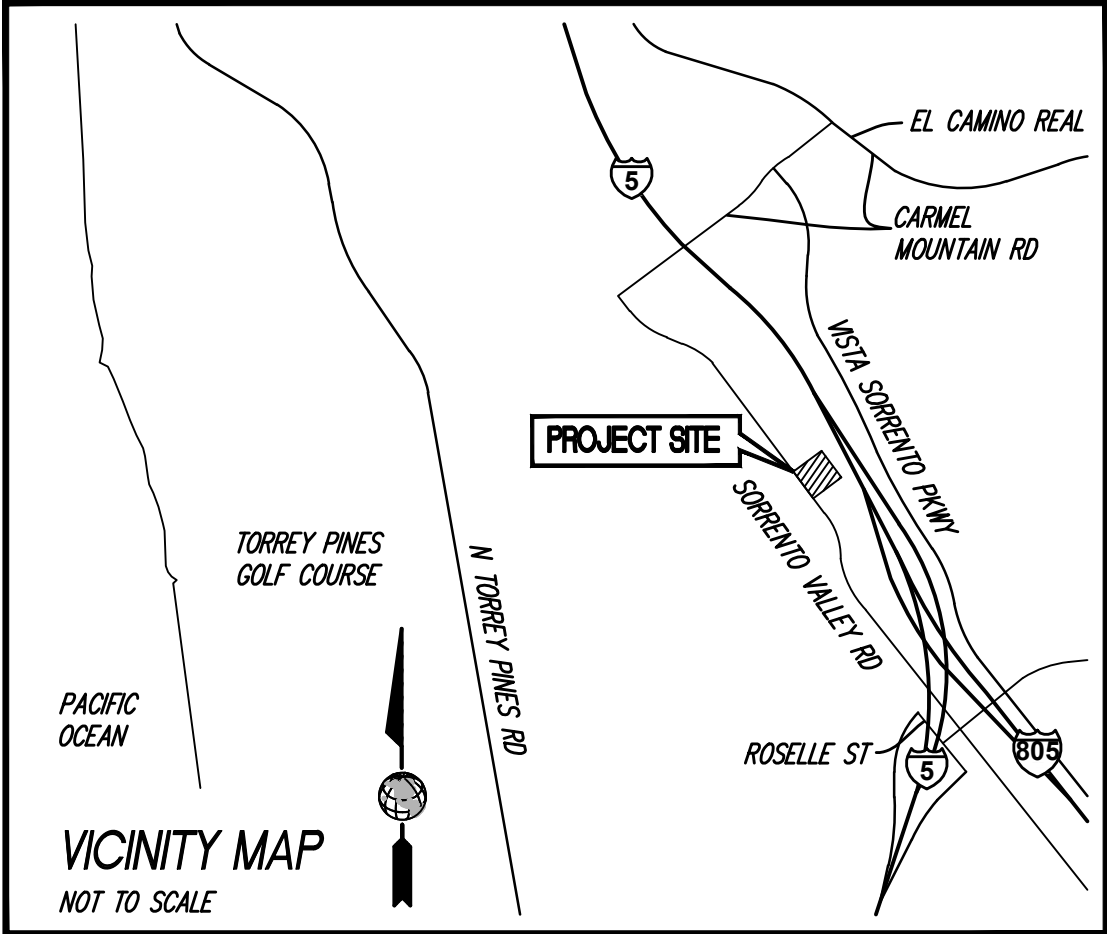 EL CAMINO REAL
5
CARMEL
MOUNTAIN RD
VISTA SORRENTO PKWY
PROJECT SITE
SORRENTO VALLEY RD
TORREY PINES
GOLF COURSE
N TORREY PINES RD
PACIFIC
OCEAN
ROSELLE ST
5
805
VICINITY MAP
NOT TO SCALE